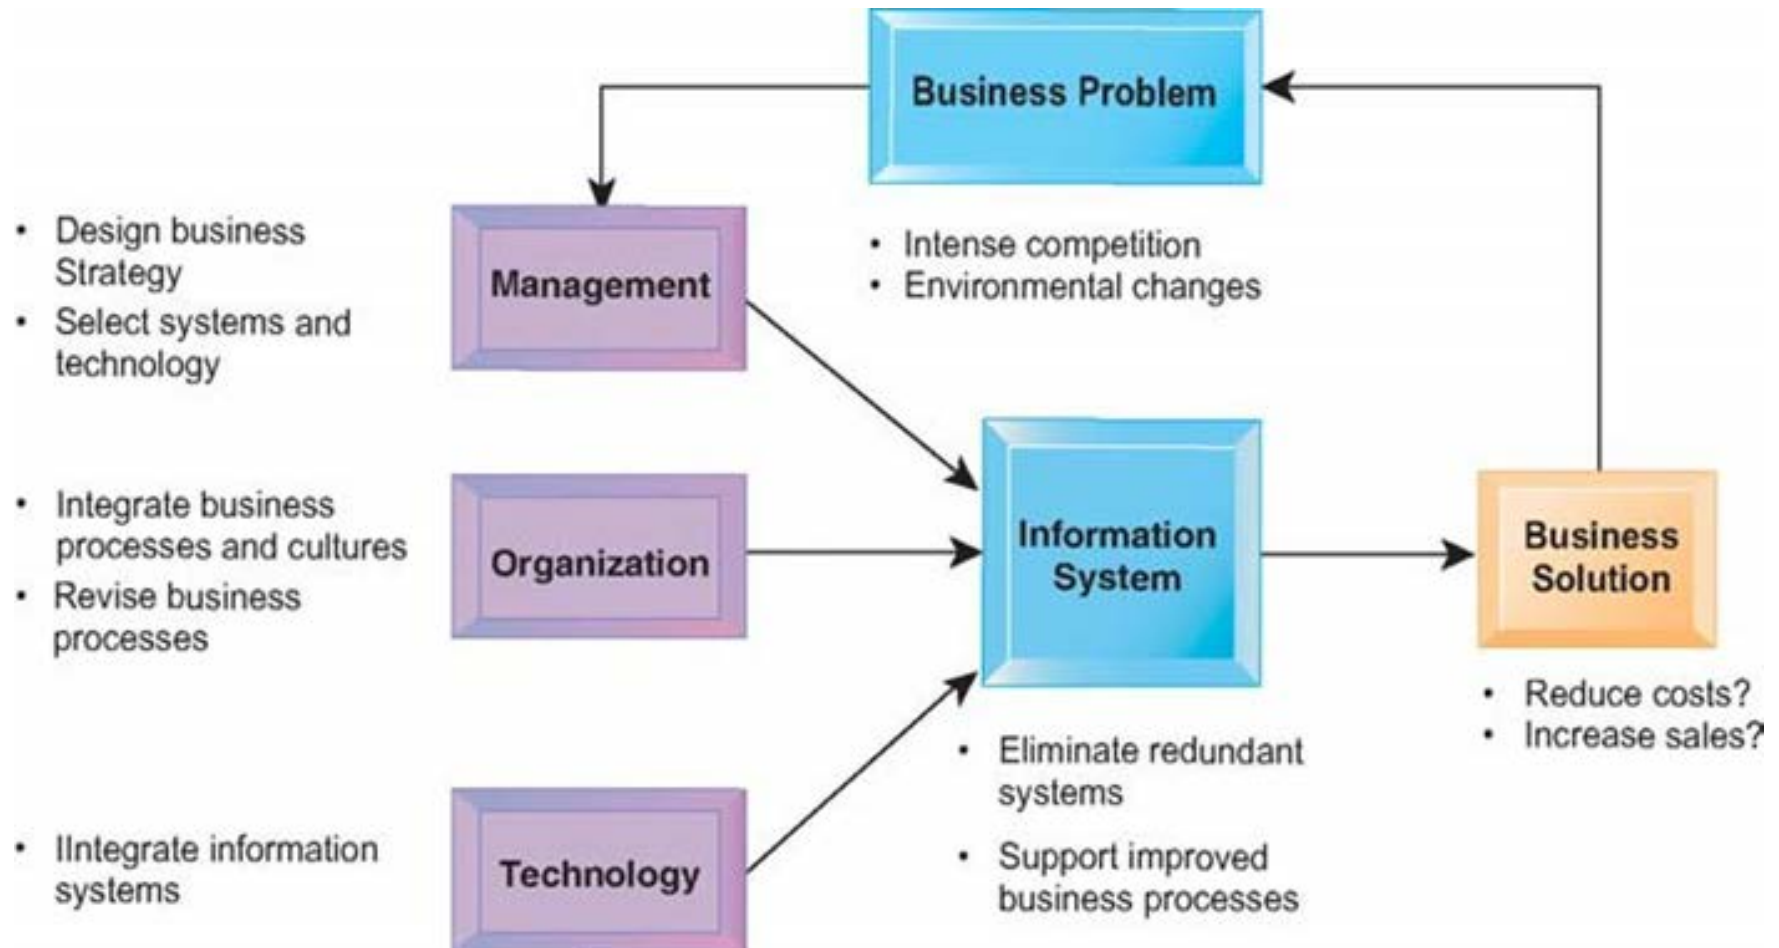 Business Problem
• Intense competition
• Environmental changes
• Design business
Strategy
• Select systems and
technology
Management
• Integrate business
processes and cultures
• Revise business
processes
Organization
• IIntegrate information
systems
Technology
Information
System
• Eliminate redundant
systems
• Support improved
business processes
Business
Solution
• Reduce costs?
• Increase sales?